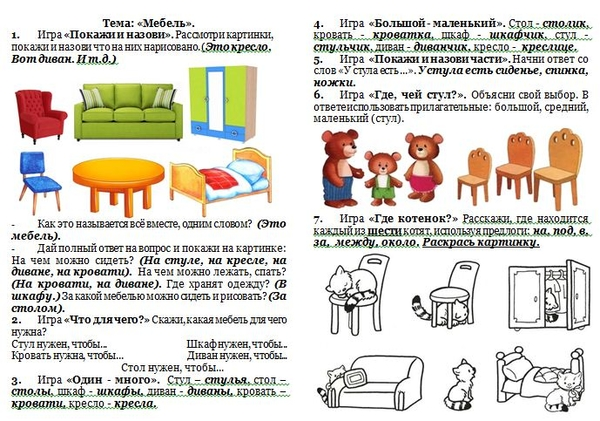 Тема: «Мебель».
1. Игра «Покажи и назови». Рассмотри картинки,
покажи и назови что на них нарисовано. (Это кресло.
Вот диван. И т.д.)
- Как это называется всё вместе, одним словом? (Это
мебель).
- Дай полный ответ на вопрос и покажи на картинке:
На чем можно сидеть? (На стуле, на кресле, на
диване, на кровати). На чем можно лежать, спать?
(На кровати, на диване). Где хранят одежду? (В
шкафу.) За какой мебелью можно сидеть и рисовать? (За
столом).
2. Игра «Что для чего?» Скажи, какая мебель для чего
нужна?
Стул нужен, чтобы... Шкаф нужен, чтобы...
Кровать нужна, чтобы... Диван нужен, чтобы...
Стол нужен, чтобы...
3. Игра «Один - много». Стул – стулья, стол –
столы, шкаф - шкафы, диван - диваны, кровать –
кровати, кресло - кресла.
4. Игра «Большой - маленький». Стол - столик,
кровать - кроватка, шкаф — шкафчик, стул -
стульчик, диван - диванчик, кресло - креслице.
5. Игра «Покажи и назови части». Начни ответ со
слов «У стула есть...». У стула есть сиденье, спинка,
ножки.
6. Игра «Где, чей стул?». Объясни свой выбор. В
ответе использовать прилагательные: большой, средний,
маленький (стул).
7. Игра «Где котенок?» Расскажи, где находится
каждый из шести котят, используя предлоги: на, под, в,
за, между, около. Раскрась картинку.